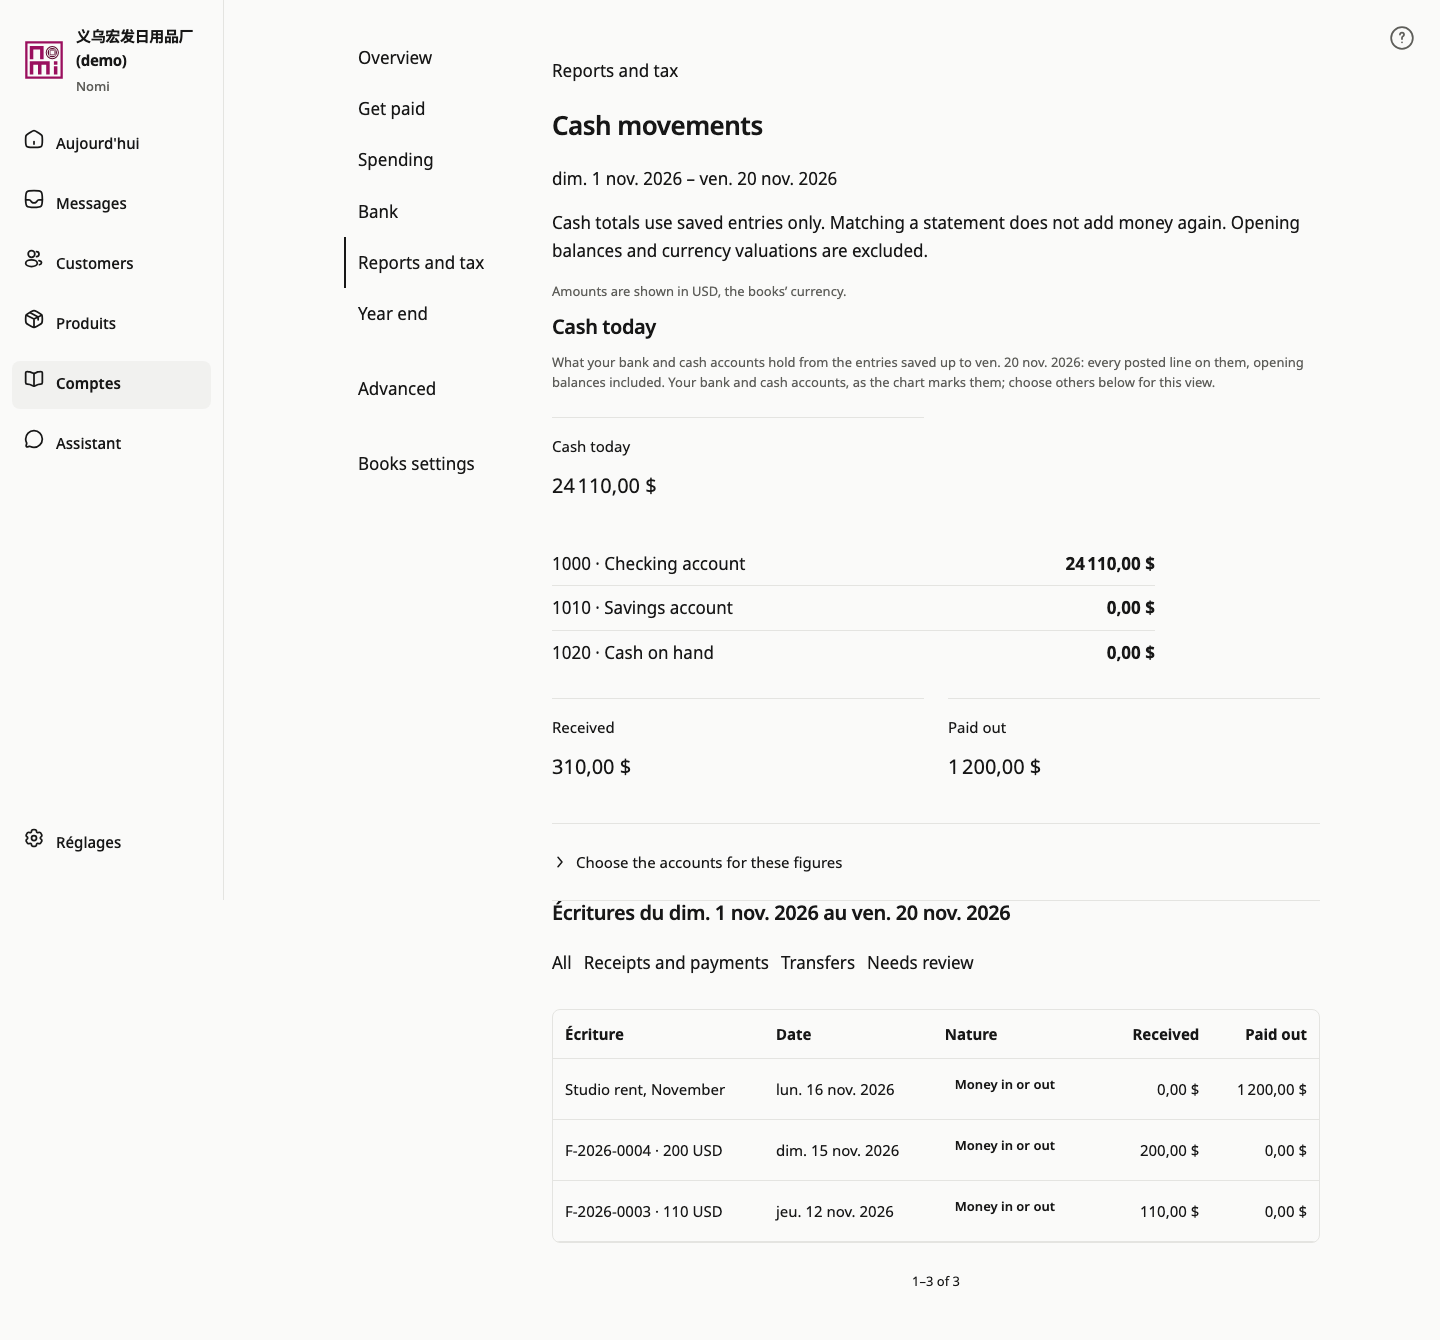 义乌宏发日用品厂
(demo)
Nomi
Aujourd'hui
Messages
Customers
Produits
Comptes
Assistant
Réglages
Overview
Get paid
Spending
Bank
Reports and tax
Year end
Advanced
Books settings
Reports and tax
Cash movements
dim. 1 nov. 2026 – ven. 20 nov. 2026
Cash totals use saved entries only. Matching a statement does not add money again. Opening
balances and currency valuations are excluded.
Amounts are shown in USD, the books’ currency.
Cash today
What your bank and cash accounts hold from the entries saved up to ven. 20 nov. 2026: every posted line on them, opening
balances included. Your bank and cash accounts, as the chart marks them; choose others below for this view.
Cash today
24 110,00 $
1000 · Checking account 24 110,00 $
1010 · Savings account 0,00 $
1020 · Cash on hand 0,00 $
Received Paid out
310,00 $ 1 200,00 $
Choose the accounts for these figures
Écritures du dim. 1 nov. 2026 au ven. 20 nov. 2026
All Receipts and payments Transfers Needs review
Écriture Date Nature Received Paid out
Studio rent, November lun. 16 nov. 2026 Money in or out 0,00 $ 1 200,00 $
F-2026-0004 · 200 USD dim. 15 nov. 2026 Money in or out 200,00 $ 0,00 $
F-2026-0003 · 110 USD jeu. 12 nov. 2026 Money in or out 110,00 $ 0,00 $
1–3 of 3